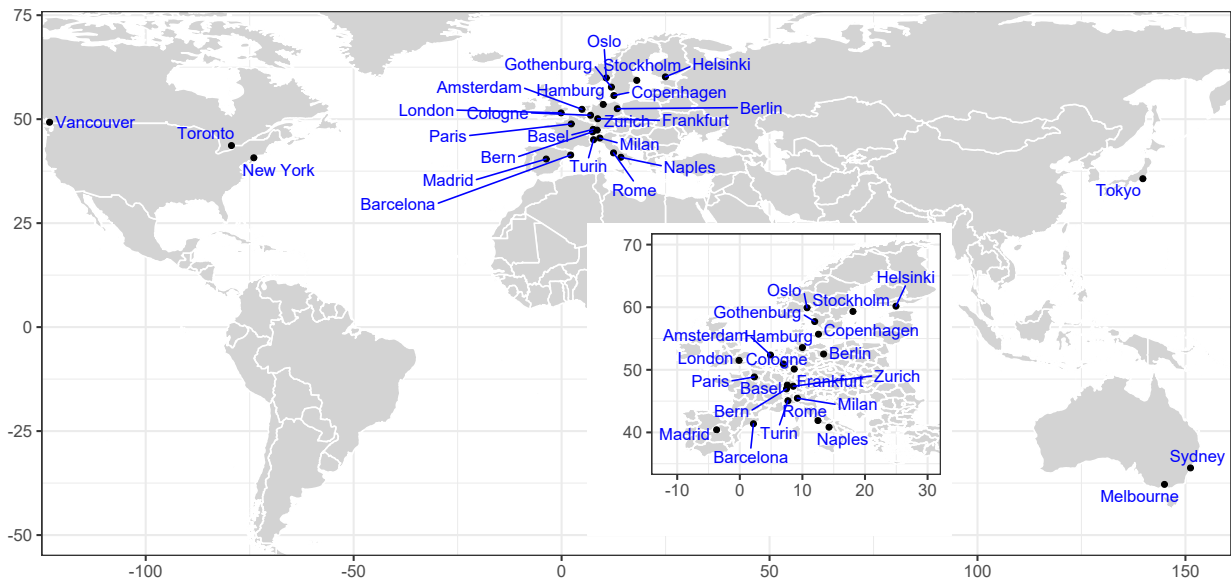 75
Oslo
Gothenburg
Stockholm
Helsinki
Amsterdam
Hamburg
Copenhagen
50
London
Cologne
Berlin
Vancouver
Toronto
Paris
Zurich
Frankfurt
Basel
Milan
Bern
New York
Turin
Naples
Madrid
Rome
Tokyo
Barcelona
25
0
-25
-50
70
60
50
40
Helsinki
Oslo
Stockholm
Gothenburg
Copenhagen
Amsterdam
Hamburg
London
Cologne
Berlin
Paris
Basel
Frankfurt
Zurich
Bern
Rome
Milan
Madrid
Turin
Naples
Barcelona
-10
0
10
20
30
Sydney
Melbourne
-100
-50
0
50
100
150